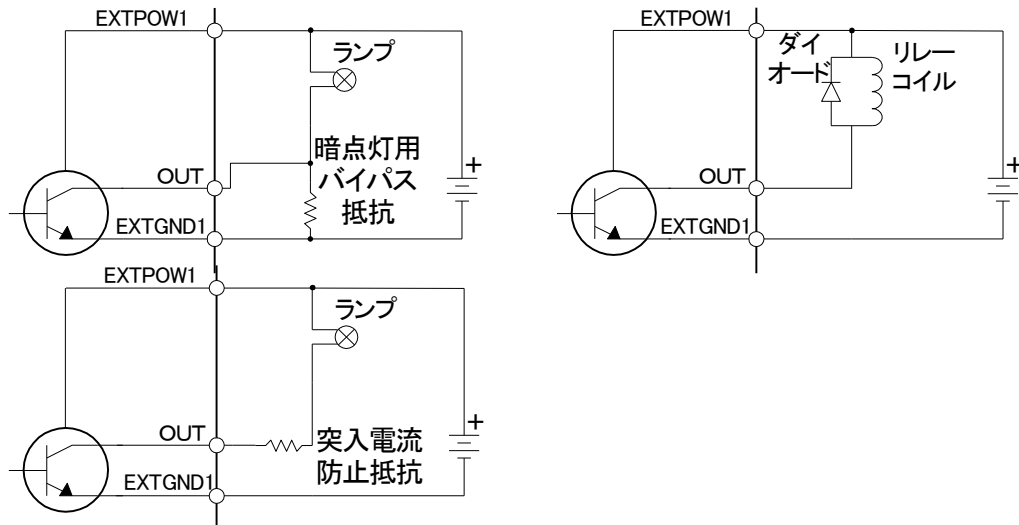 EXTPOW1
ランプ
暗点灯用
バイパス
抵抗
OUT
EXTGND1
+
EXTPOW1
ダイ
オード
リレー
コイル
OUT
EXTGND1
+
EXTPOW1
ランプ
OUT
突入電流
防止抵抗
EXTGND1
+